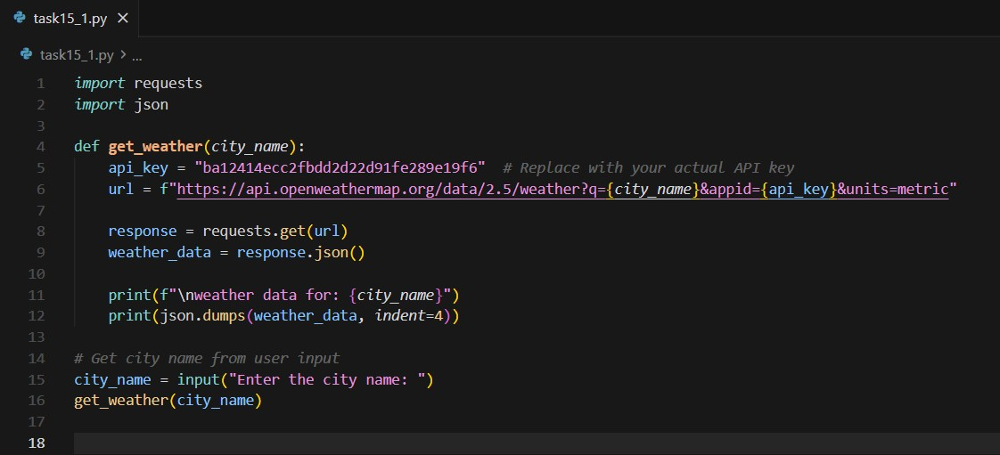 task15_1.py ×
task15_1.py > ...
1 import requests
2 import json
3
4 def get_weather(city_name):
5     api_key = "ba12414ecc2fbdd2d22d91fe289e19f6"  # Replace with your actual API key
6     url = f"https://api.openweathermap.org/data/2.5/weather?q={city_name}&appid={api_key}&units=metric"
7
8     response = requests.get(url)
9     weather_data = response.json()
10
11     print(f"\nweather data for: {city_name}")
12     print(json.dumps(weather_data, indent=4))
13
14 # Get city name from user input
15 city_name = input("Enter the city name: ")
16 get_weather(city_name)
17
18